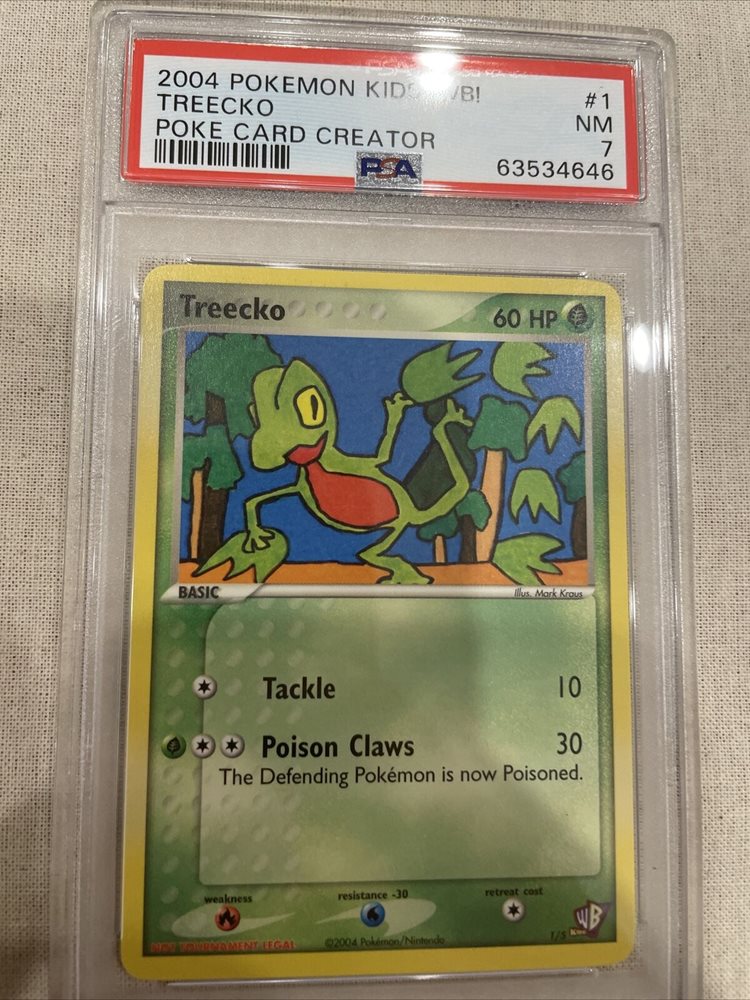 2004 POKEMON KIDS WB! #1
TREECKO NM
POKE CARD CREATOR 7
PSA 63534646
Treecko 60 HP
BASIC Illus. Mark Kraus
Tackle 10
Poison Claws 30
The Defending Pokémon is now Poisoned.
weakness resistance -30 retreat cost
NOT TOURNAMENT LEGAL ©2004 Pokémon/Nintendo 1/5 WB Kids